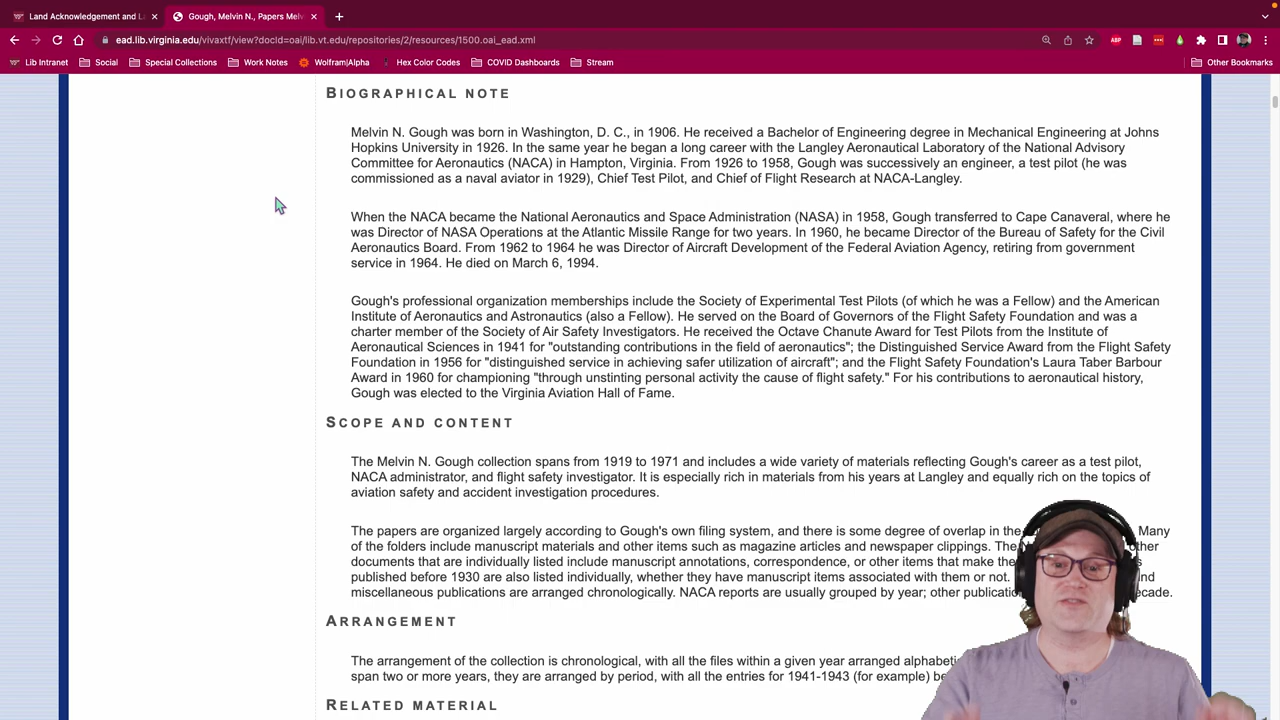 Land Acknowledgement and L
Gough, Melvin N., Papers Melv
ead.lib.virginia.edu/vivaxtf/view?docId=oai/lib.vt.edu/repositories/2/resources/1500.oai_ead.xml
ABP
Lib Intranet Social Special Collections Work Notes Wolfram|Alpha Hex Color Codes COVID Dashboards Stream Other Bookmarks
BIOGRAPHICAL NOTE
Melvin N. Gough was born in Washington, D. C., in 1906. He received a Bachelor of Engineering degree in Mechanical Engineering at Johns
Hopkins University in 1926. In the same year he began a long career with the Langley Aeronautical Laboratory of the National Advisory
Committee for Aeronautics (NACA) in Hampton, Virginia. From 1926 to 1958, Gough was successively an engineer, a test pilot (he was
commissioned as a naval aviator in 1929), Chief Test Pilot, and Chief of Flight Research at NACA-Langley.
When the NACA became the National Aeronautics and Space Administration (NASA) in 1958, Gough transferred to Cape Canaveral, where he
was Director of NASA Operations at the Atlantic Missile Range for two years. In 1960, he became Director of the Bureau of Safety for the Civil
Aeronautics Board. From 1962 to 1964 he was Director of Aircraft Development of the Federal Aviation Agency, retiring from government
service in 1964. He died on March 6, 1994.
Gough's professional organization memberships include the Society of Experimental Test Pilots (of which he was a Fellow) and the American
Institute of Aeronautics and Astronautics (also a Fellow). He served on the Board of Governors of the Flight Safety Foundation and was a
charter member of the Society of Air Safety Investigators. He received the Octave Chanute Award for Test Pilots from the Institute of
Aeronautical Sciences in 1941 for "outstanding contributions in the field of aeronautics"; the Distinguished Service Award from the Flight Safety
Foundation in 1956 for "distinguished service in achieving safer utilization of aircraft"; and the Flight Safety Foundation's Laura Taber Barbour
Award in 1960 for championing "through unstinting personal activity the cause of flight safety." For his contributions to aeronautical history,
Gough was elected to the Virginia Aviation Hall of Fame.
SCOPE AND CONTENT
The Melvin N. Gough collection spans from 1919 to 1971 and includes a wide variety of materials reflecting Gough's career as a test pilot,
NACA administrator, and flight safety investigator. It is especially rich in materials from his years at Langley and equally rich on the topics of
aviation safety and accident investigation procedures.
The papers are organized largely according to Gough's own filing system, and there is some degree of overlap in the Many
of the folders include manuscript materials and other items such as magazine articles and newspaper clippings. The other
documents that are individually listed include manuscript annotations, correspondence, or other items that make the
published before 1930 are also listed individually, whether they have manuscript items associated with them or not. and
miscellaneous publications are arranged chronologically. NACA reports are usually grouped by year; other decade.
ARRANGEMENT
The arrangement of the collection is chronological, with all the files within a given year arranged
span two or more years, they are arranged by period, with all the entries for 1941-1943 (for example)
RELATED MATERIAL